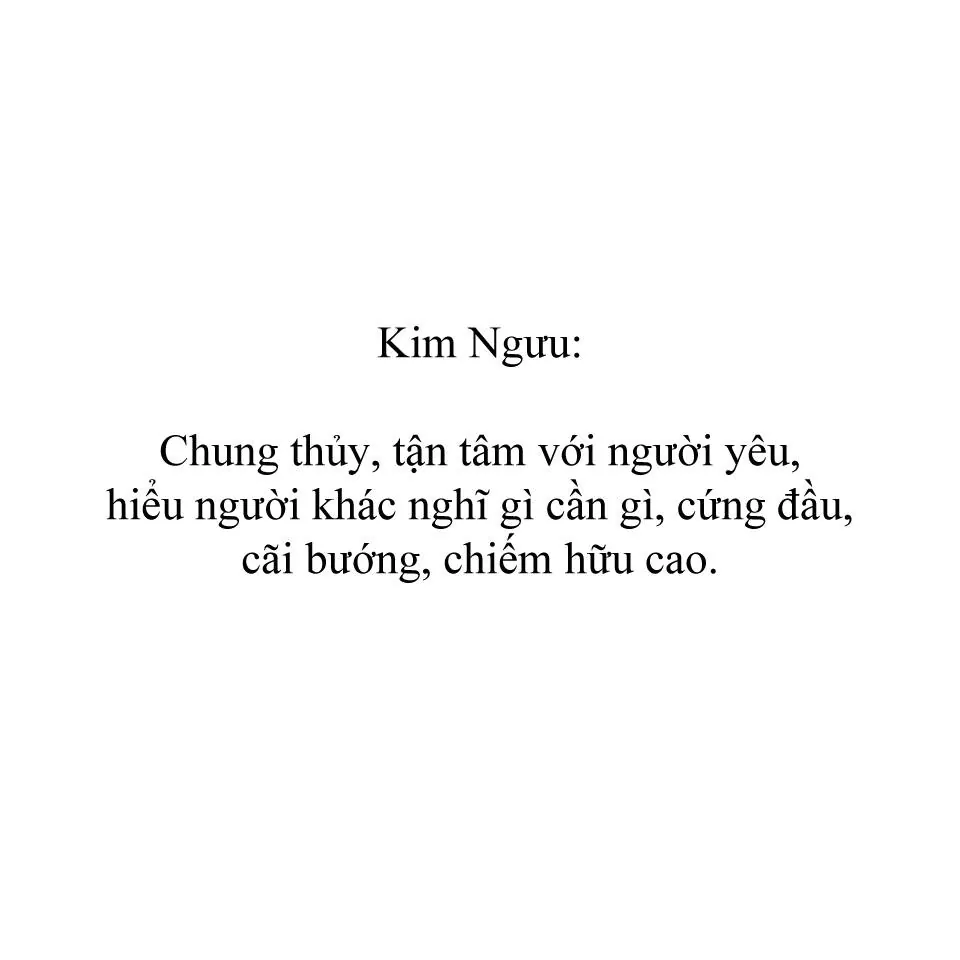 Kim Ngưu:
Chung thủy, tận tâm với người yêu,
hiểu người khác nghĩ gì cần gì, cứng đầu,
cãi bướng, chiếm hữu cao.